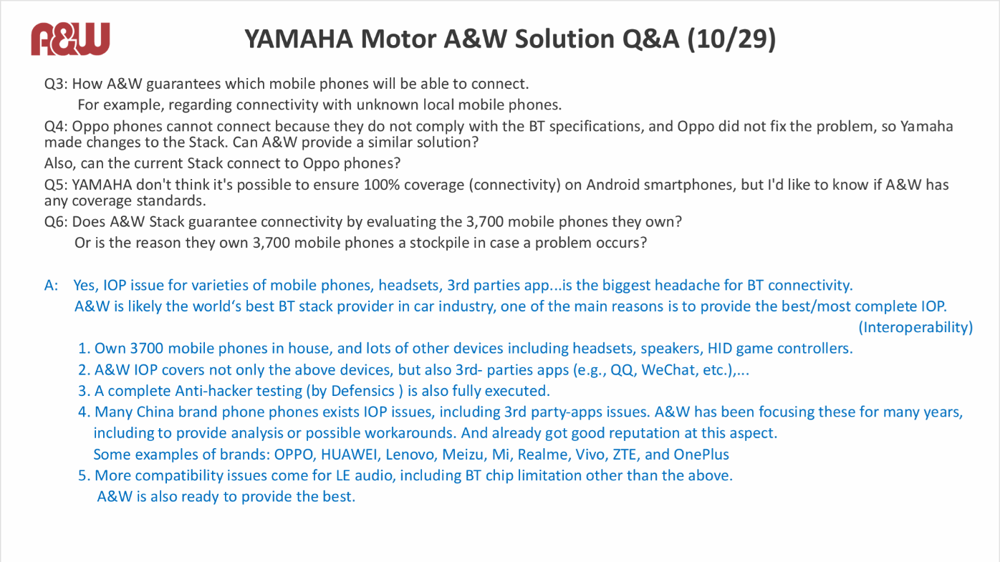 A&W
YAMAHA Motor A&W Solution Q&A (10/29)
Q3: How A&W guarantees which mobile phones will be able to connect.
For example, regarding connectivity with unknown local mobile phones.
Q4: Oppo phones cannot connect because they do not comply with the BT specifications, and Oppo did not fix the problem, so Yamaha
made changes to the Stack. Can A&W provide a similar solution?
Also, can the current Stack connect to Oppo phones?
Q5: YAMAHA don't think it's possible to ensure 100% coverage (connectivity) on Android smartphones, but I'd like to know if A&W has
any coverage standards.
Q6: Does A&W Stack guarantee connectivity by evaluating the 3,700 mobile phones they own?
Or is the reason they own 3,700 mobile phones a stockpile in case a problem occurs?
A: Yes, IOP issue for varieties of mobile phones, headsets, 3rd parties app...is the biggest headache for BT connectivity.
A&W is likely the world‘s best BT stack provider in car industry, one of the main reasons is to provide the best/most complete IOP.
(Interoperability)
1. Own 3700 mobile phones in house, and lots of other devices including headsets, speakers, HID game controllers.
2. A&W IOP covers not only the above devices, but also 3rd- parties apps (e.g., QQ, WeChat, etc.),...
3. A complete Anti-hacker testing (by Defensics ) is also fully executed.
4. Many China brand phone phones exists IOP issues, including 3rd party-apps issues. A&W has been focusing these for many years,
including to provide analysis or possible workarounds. And already got good reputation at this aspect.
Some examples of brands: OPPO, HUAWEI, Lenovo, Meizu, Mi, Realme, Vivo, ZTE, and OnePlus
5. More compatibility issues come for LE audio, including BT chip limitation other than the above.
A&W is also ready to provide the best.